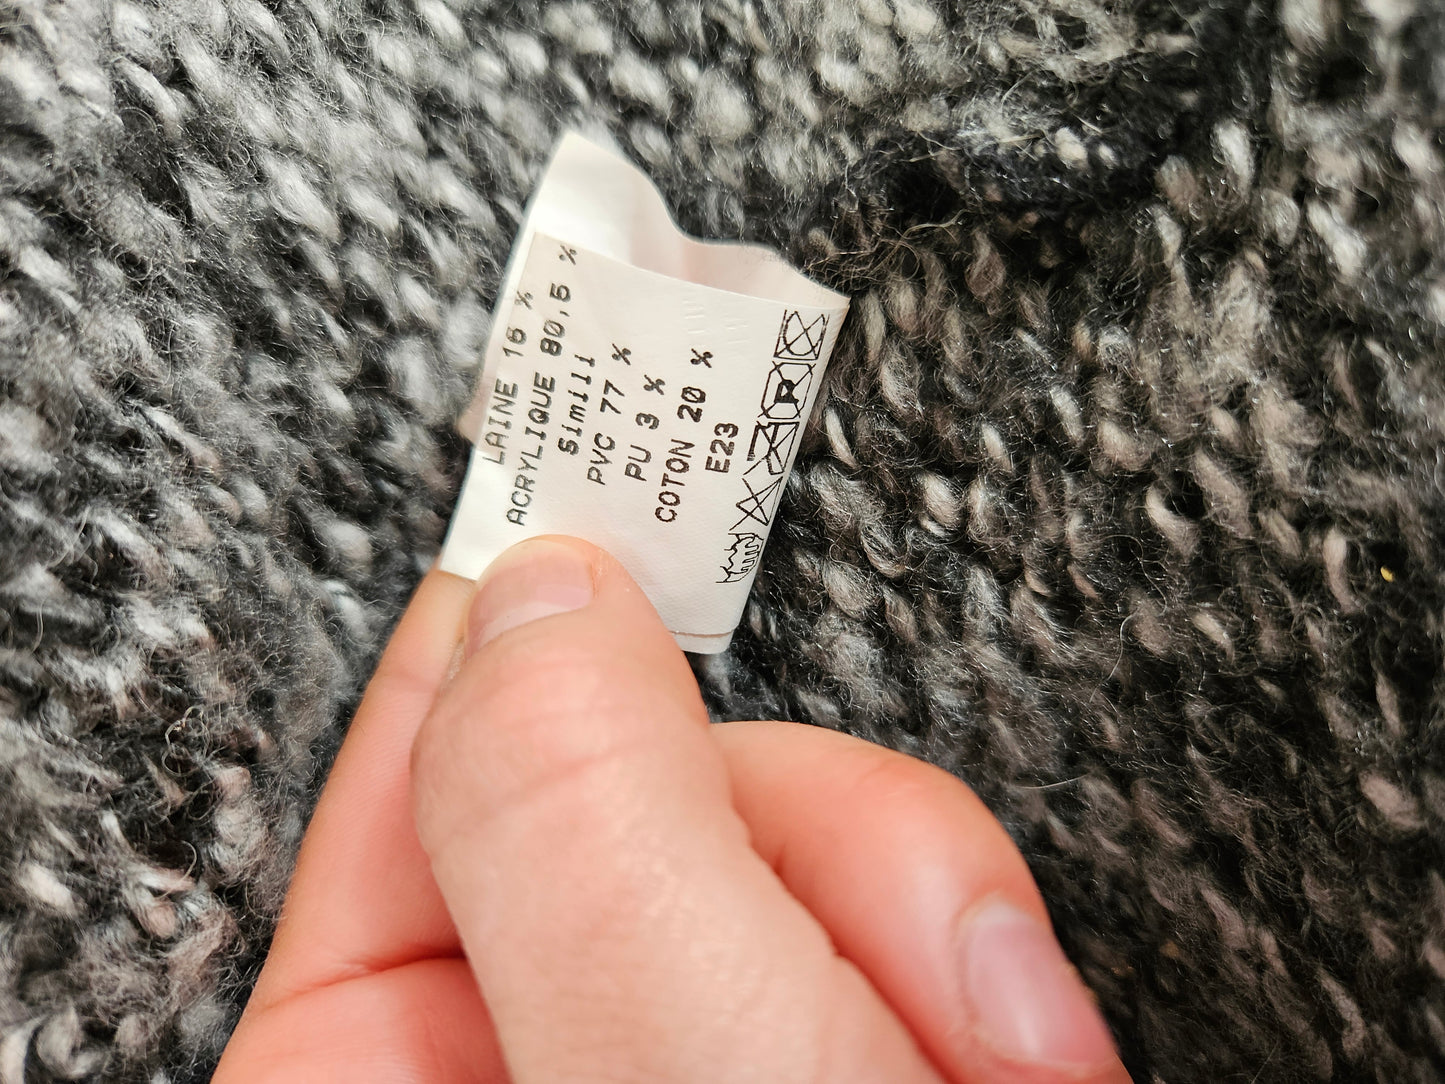 LAINE 16 %
ACRYLIQUE 80,5 %
Simili
PVC 77 %
PU 3 %
COTON 20 %
E23
P